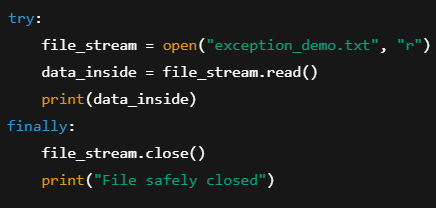 try:
    file_stream = open("exception_demo.txt", "r")
    data_inside = file_stream.read()
    print(data_inside)
finally:
    file_stream.close()
    print("File safely closed")